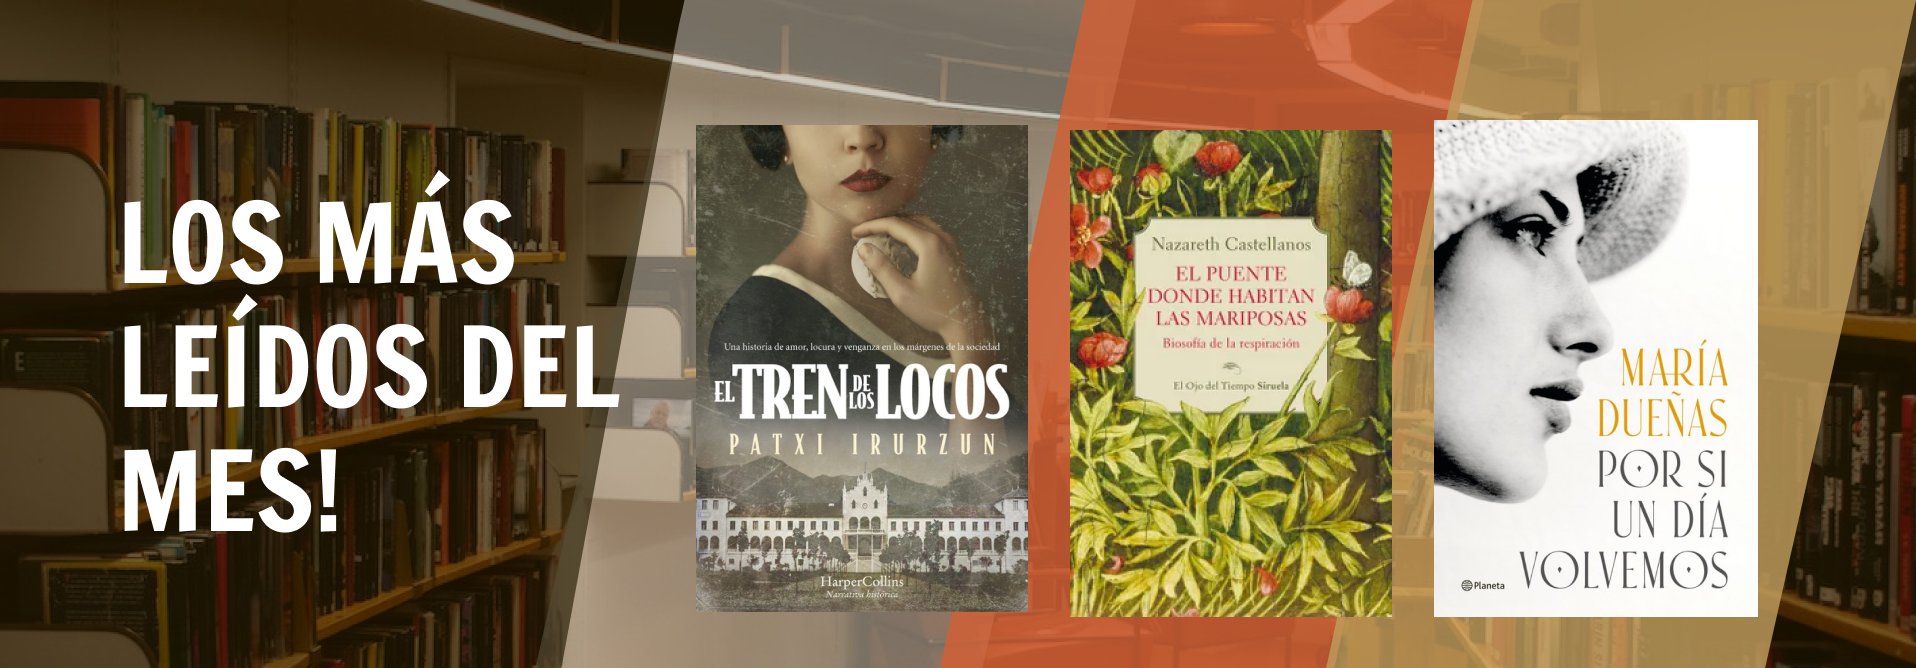 LOS MÁS
LEÍDOS DEL
MES!
Una historia de amor, locura y venganza en los márgenes de la sociedad
EL TREN DE LOS LOCOS
PATXI IRURZUN
HarperCollins
Narrativa histórica
Nazareth Castellanos
EL PUENTE
DONDE HABITAN
LAS MARIPOSAS
Biosofía de la respiración
El Ojo del Tiempo Siruela
MARÍA
DUEÑAS
POR SI
UN DÍA
VOLVEMOS
Planeta
E